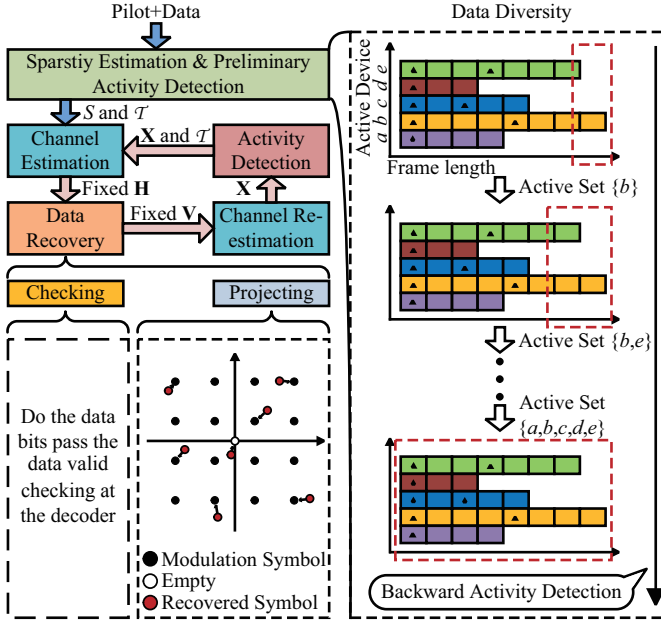 Pilot+Data
Sparstiy Estimation & Preliminary
Activity Detection
S and 𝒯
Channel
Estimation
X and 𝒯
Activity
Detection
Fixed H
X
Data
Recovery
Fixed V
Channel Re-
estimation
Checking
Projecting
Do the data
bits pass the
data valid
checking at
the decoder
Modulation Symbol
Empty
Recovered Symbol
Data Diversity
Active Device
a b c d e
Frame length
Active Set {b}
Active Set {b,e}
Active Set
{a,b,c,d,e}
Backward Activity Detection